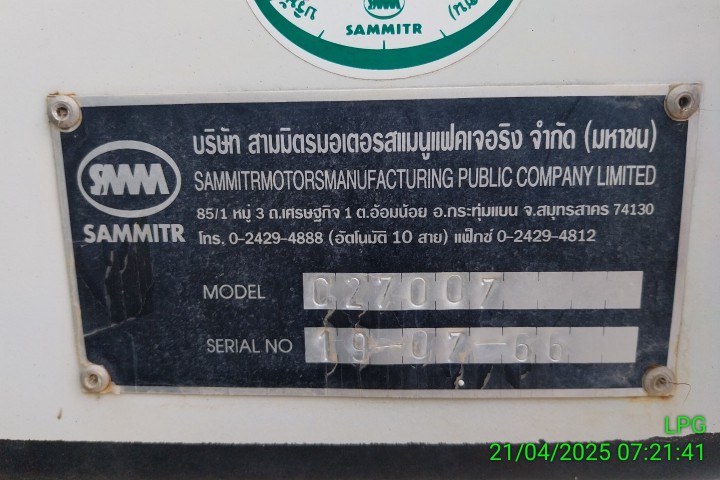 SAMMITR
SMM
SAMMITR
บริษัท สามมิตรมอเตอรสแมนูแฟคเจอริง จำกัด (มหาชน)
SAMMITRMOTORSMANUFACTURING PUBLIC COMPANY LIMITED
85/1 หมู่ 3 ถ.เศรษฐกิจ 1 ต.อ้อมน้อย อ.กระทุ่มแบน จ.สมุทรสาคร 74130
โทร. 0-2429-4888 (อัตโนมัติ 10 สาย) แฟ็กซ์ 0-2429-4812
MODEL C27007
SERIAL NO 19-07-66
LPG
21/04/2025 07:21:41